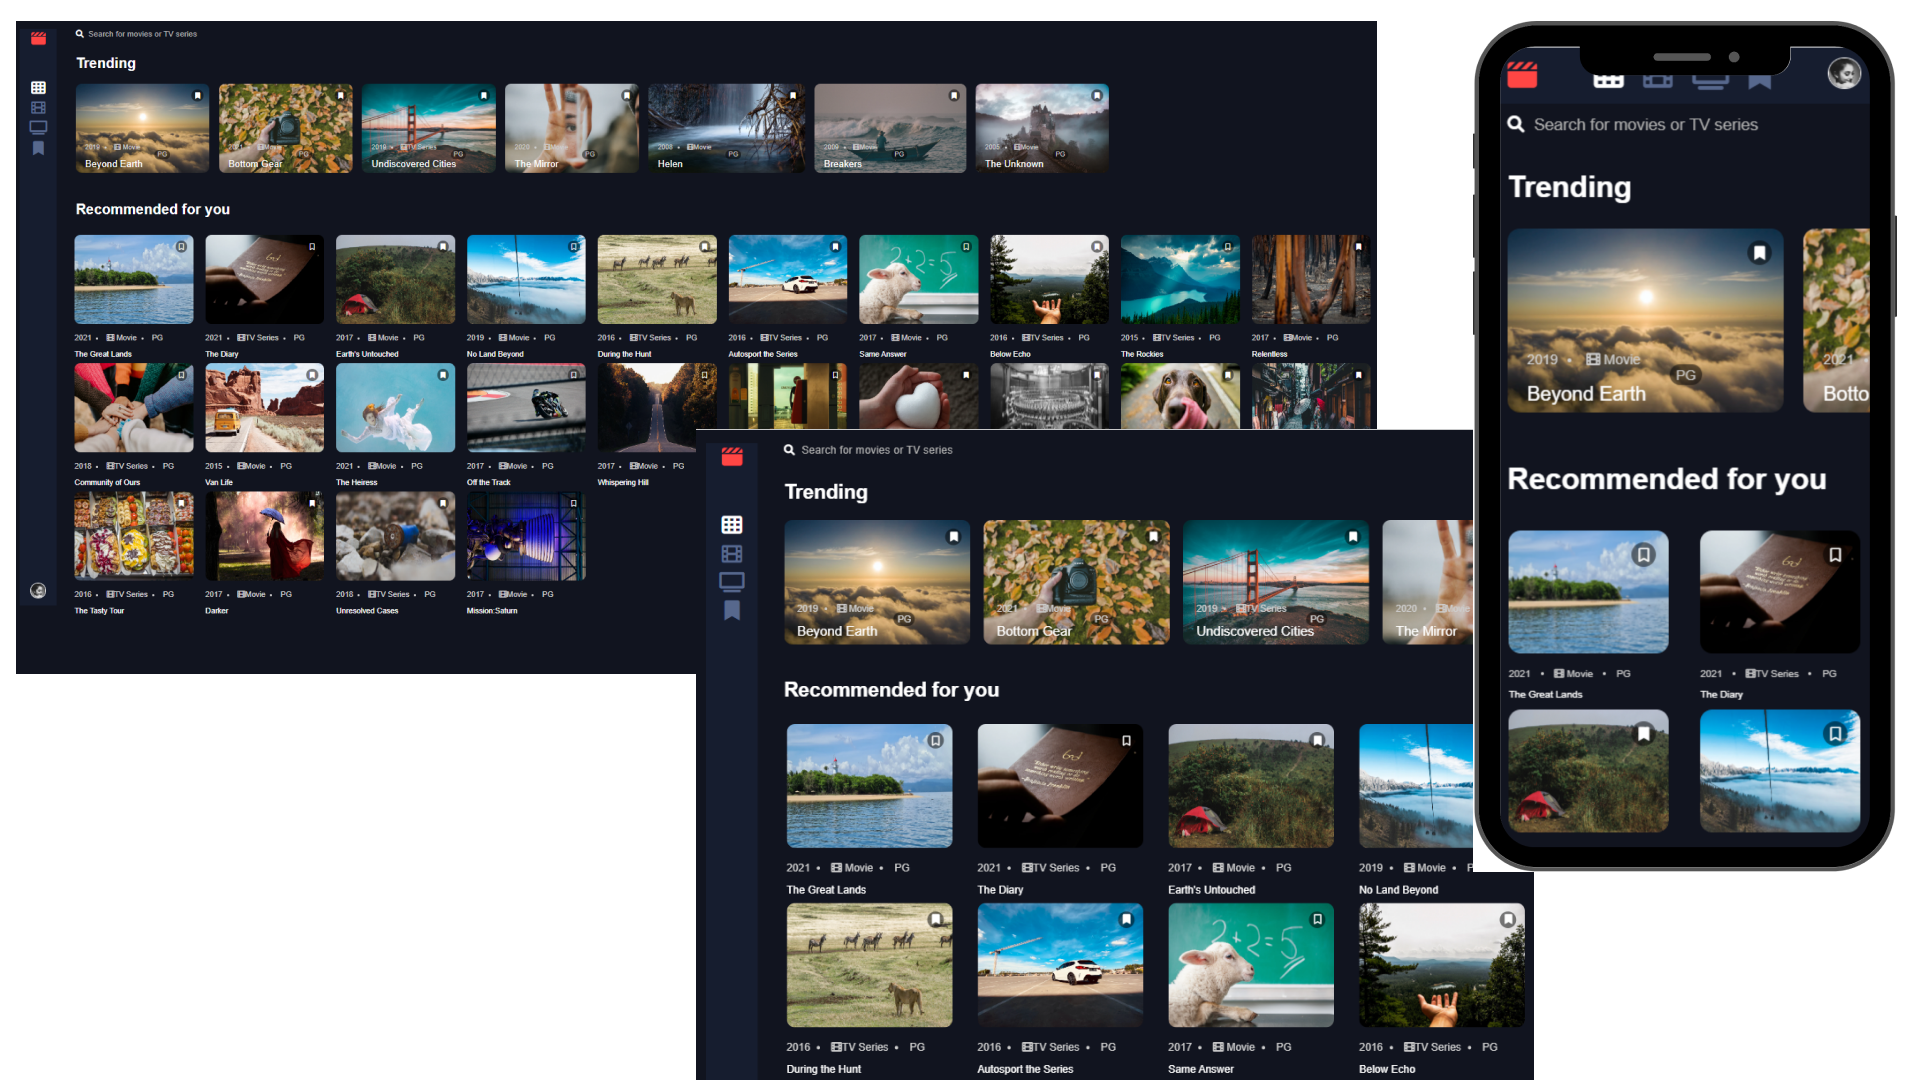 Search for movies or TV series
Trending
2019 • Movie PG
Beyond Earth
2021 • Movie PG
Bottom Gear
2019 • TV Series PG
Undiscovered Cities
2020 • Movie PG
The Mirror
2008 • Movie PG
Helen
2009 • Movie PG
Breakers
2005 • Movie PG
The Unknown
Recommended for you
2021 • Movie • PG
The Great Lands
2021 • TV Series • PG
The Diary
2017 • Movie • PG
Earth's Untouched
2019 • Movie • PG
No Land Beyond
2016 • TV Series • PG
During the Hunt
2016 • TV Series • PG
Autosport the Series
2+2=5
2017 • Movie • PG
Same Answer
2016 • TV Series • PG
Below Echo
2015 • TV Series • PG
The Rockies
2017 • Movie • PG
Relentless
2018 • TV Series • PG
Community of Ours
2015 • Movie • PG
Van Life
2021 • Movie • PG
The Heiress
2017 • Movie • PG
Off the Track
2017 • Movie • PG
Whispering Hill
2016 • TV Series • PG
The Tasty Tour
2017 • Movie • PG
Darker
2018 • TV Series • PG
Unresolved Cases
2017 • Movie • PG
Mission:Saturn
Search for movies or TV series
Trending
2019 • Movie PG
Beyond Earth
2021 • Movie PG
Bottom Gear
2019 • TV Series PG
Undiscovered Cities
2020 • Movie
The Mirror
Recommended for you
2021 • Movie • PG
The Great Lands
2021 • TV Series • PG
The Diary
2017 • Movie • PG
Earth's Untouched
2019 • Movie • P
No Land Beyond
2016 • TV Series • PG
During the Hunt
2016 • TV Series • PG
Autosport the Series
2+2=5
2017 • Movie • PG
Same Answer
2016 • TV Series • PG
Below Echo
Search for movies or TV series
Trending
2019 • Movie PG
Beyond Earth
2021 •
Botto
Recommended for you
2021 • Movie • PG
The Great Lands
2021 • TV Series • PG
The Diary